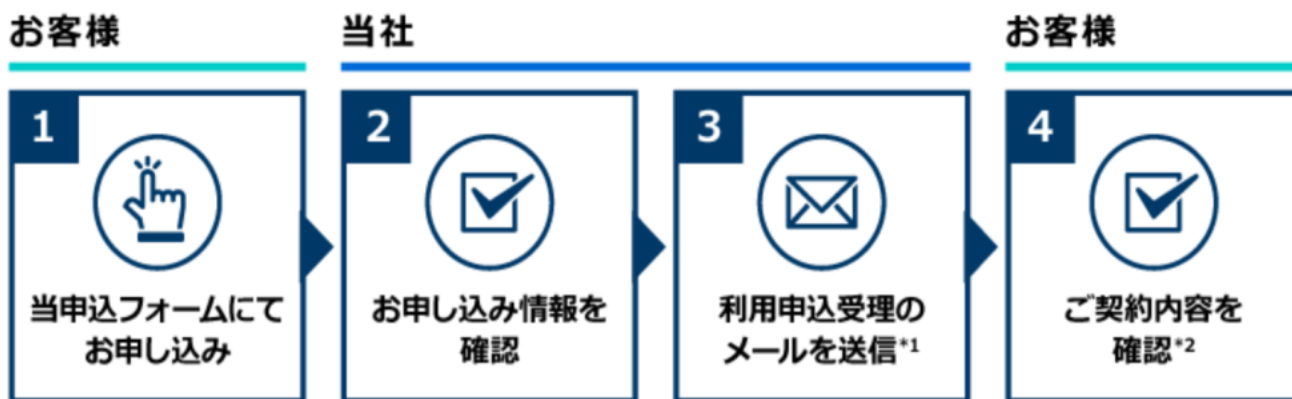 お客様
当社
お客様
1
当申込フォームにて
お申し込み
2
お申し込み情報を
確認
3
利用申込受理の
メールを送信*1
4
ご契約内容を
確認*2